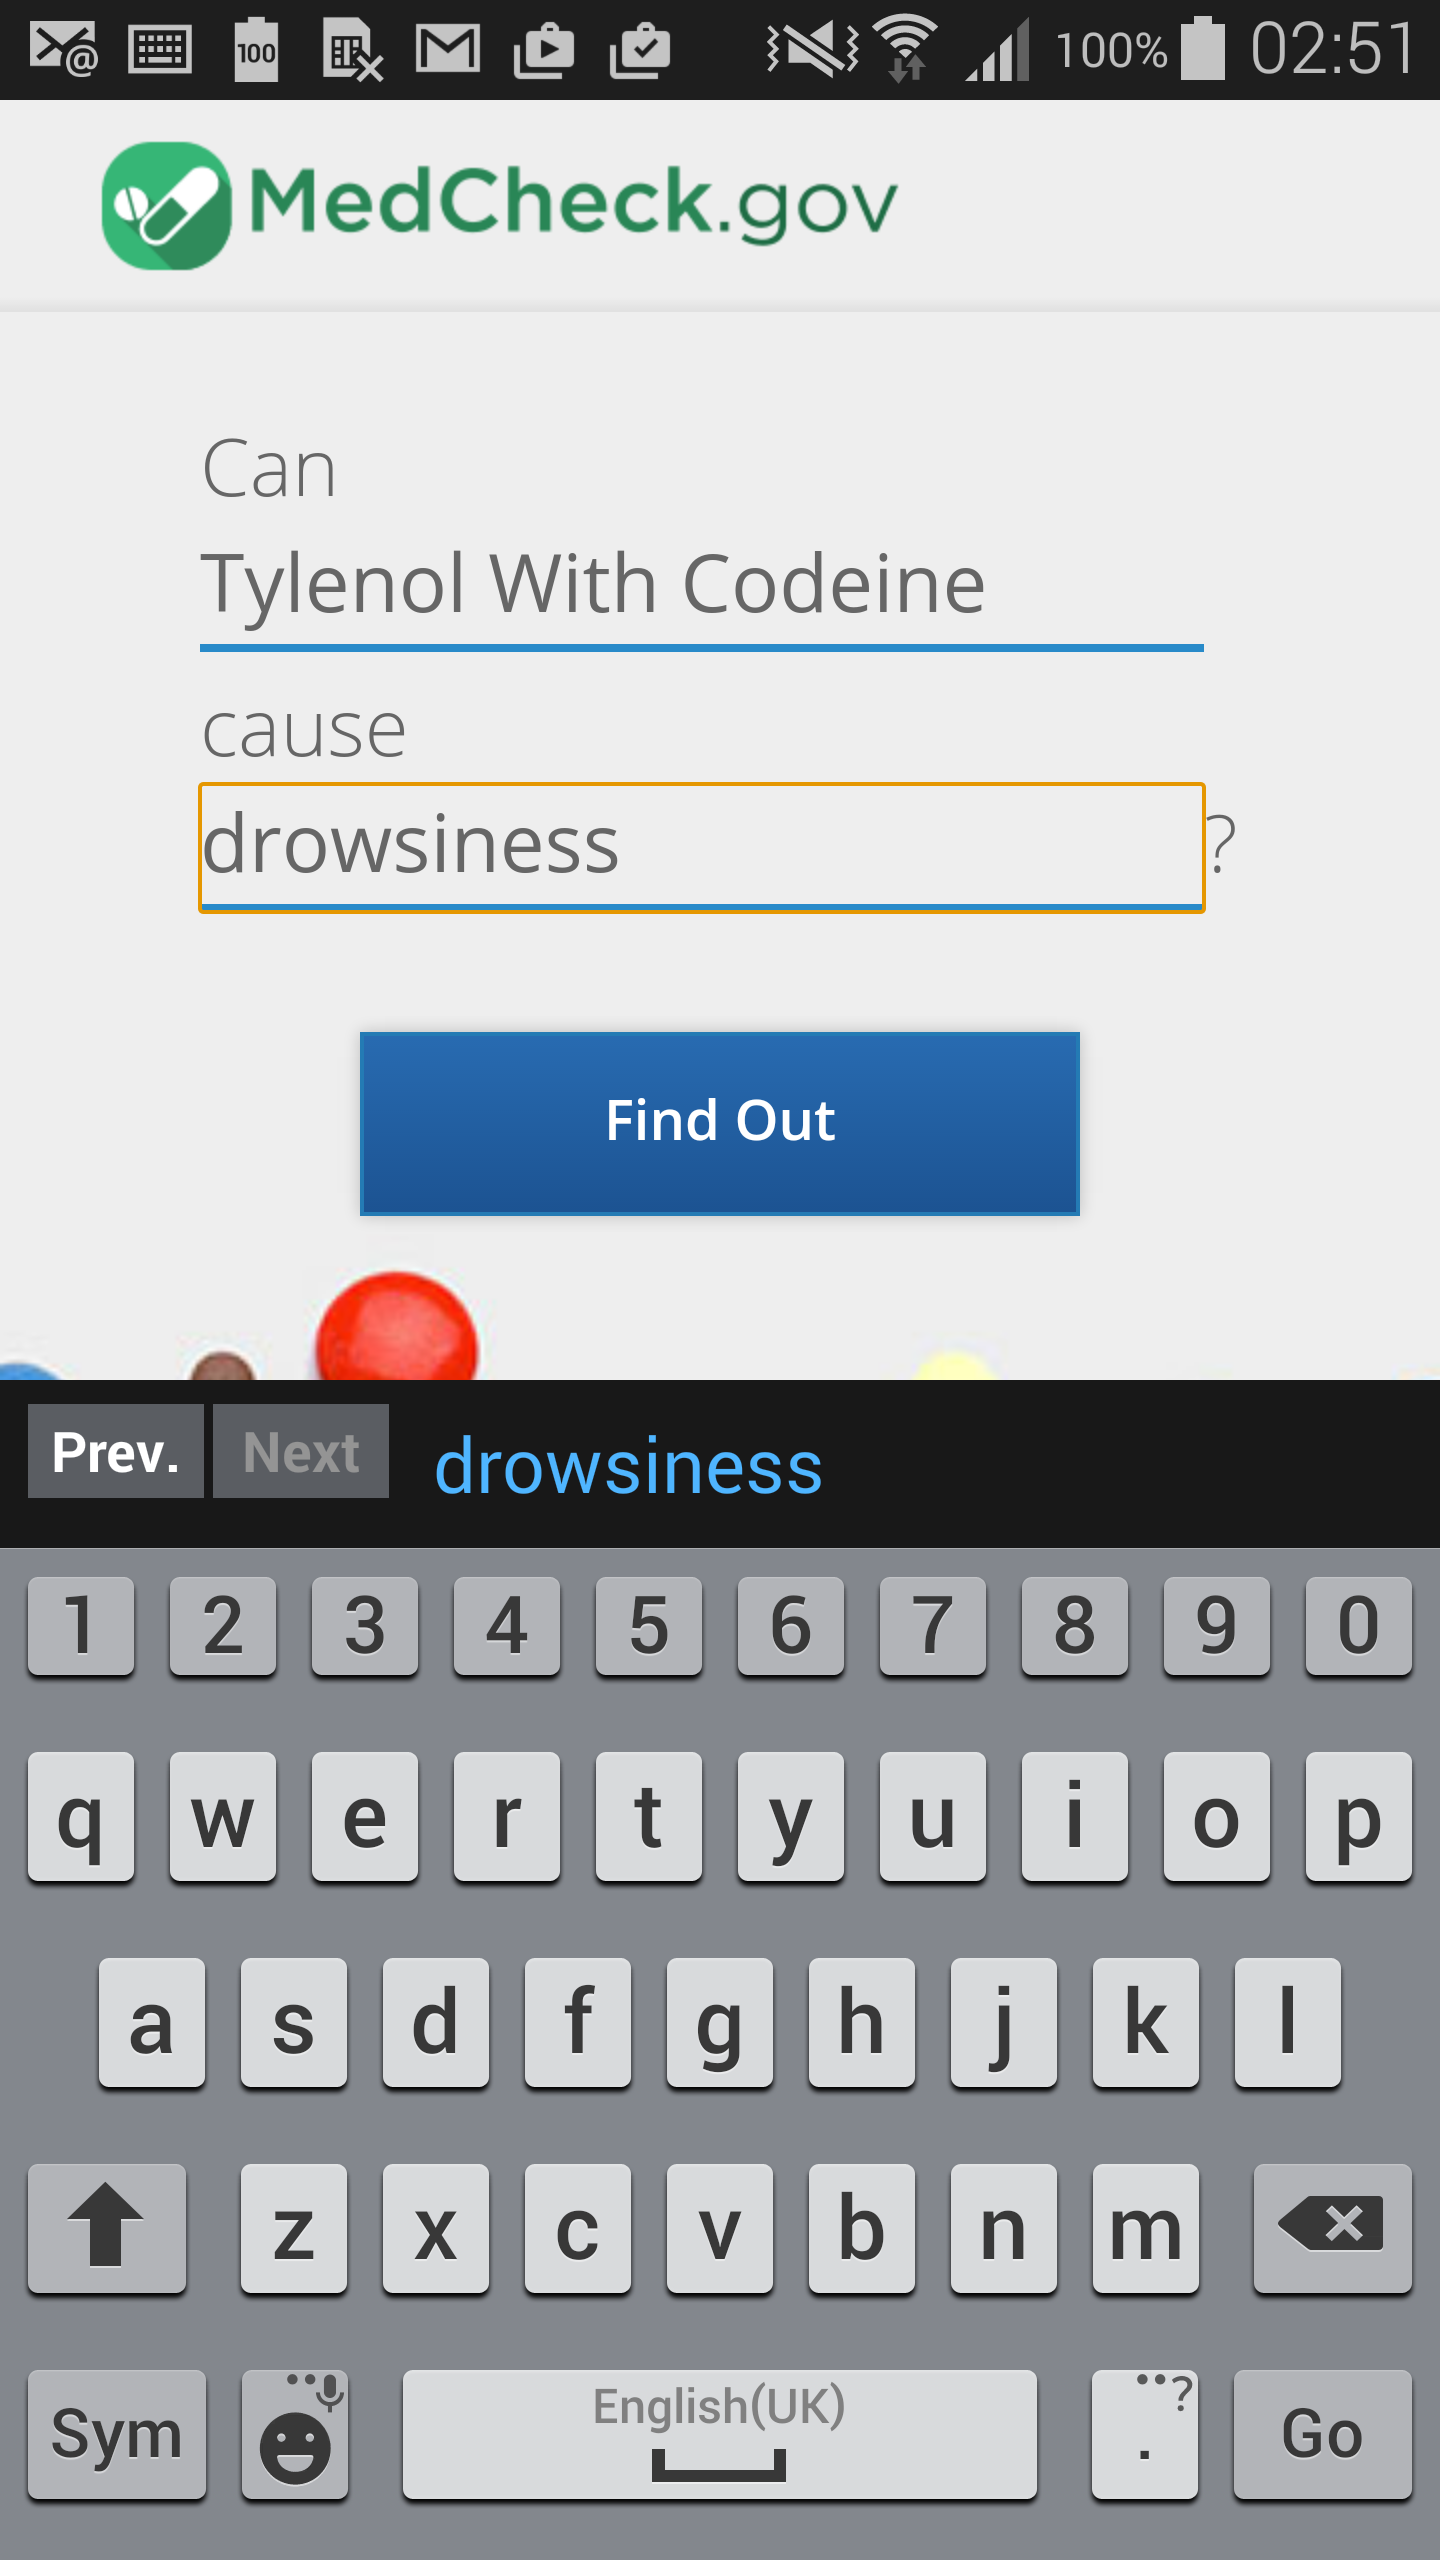 @ 100 100% 02:51
MedCheck.gov
Can
Tylenol With Codeine
cause
drowsiness ?
Find Out
Prev. Next drowsiness
1 2 3 4 5 6 7 8 9 0
q w e r t y u i o p
a s d f g h j k l
z x c v b n m
Sym English(UK) . ? Go